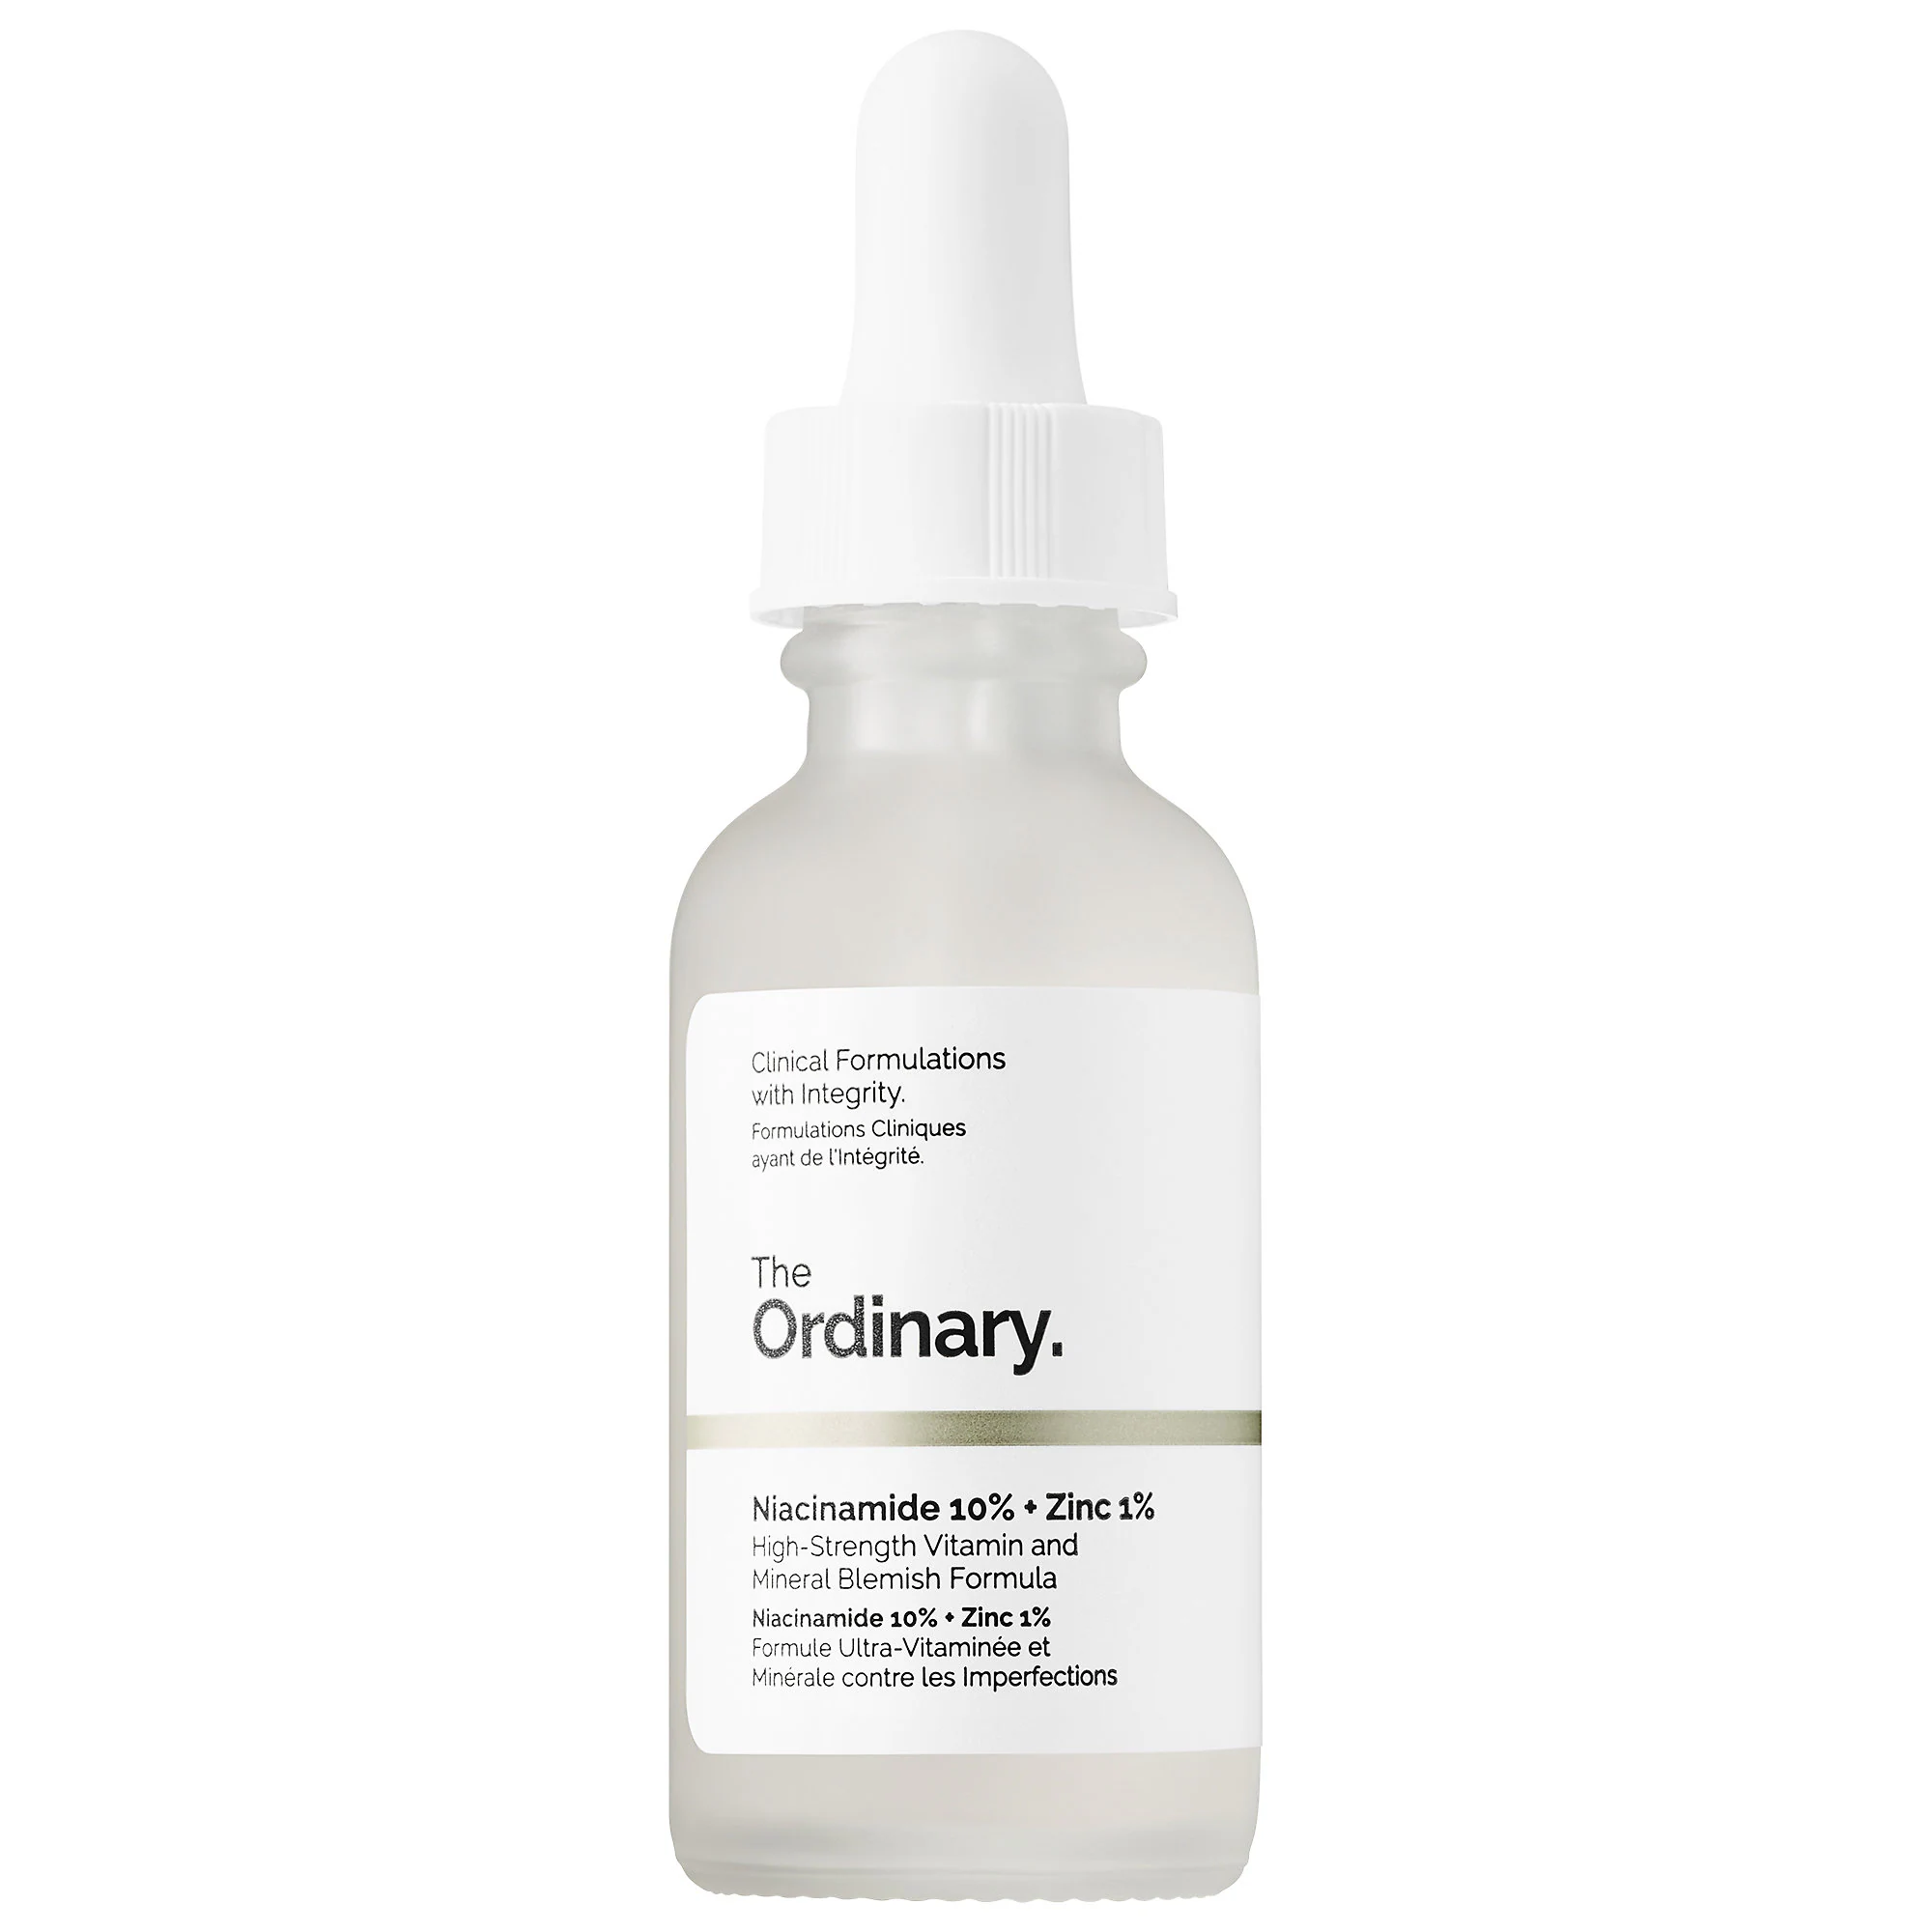 Clinical Formulations
with Integrity.
Formulations Cliniques
ayant de l'Intégrité.
The
Ordinary.
Niacinamide 10% + Zinc 1%
High-Strength Vitamin and
Mineral Blemish Formula
Niacinamide 10% + Zinc 1%
Formule Ultra-Vitaminée et
Minérale contre les Imperfections